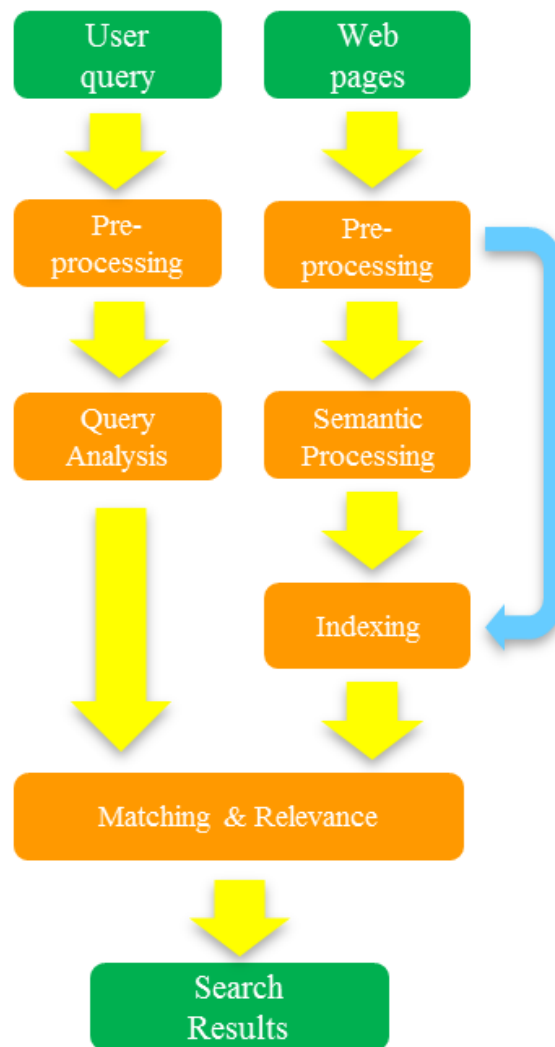 User
query
Web
pages
Pre-
processing
Pre-
processing
Query
Analysis
Semantic
Processing
Indexing
Matching & Relevance
Search
Results